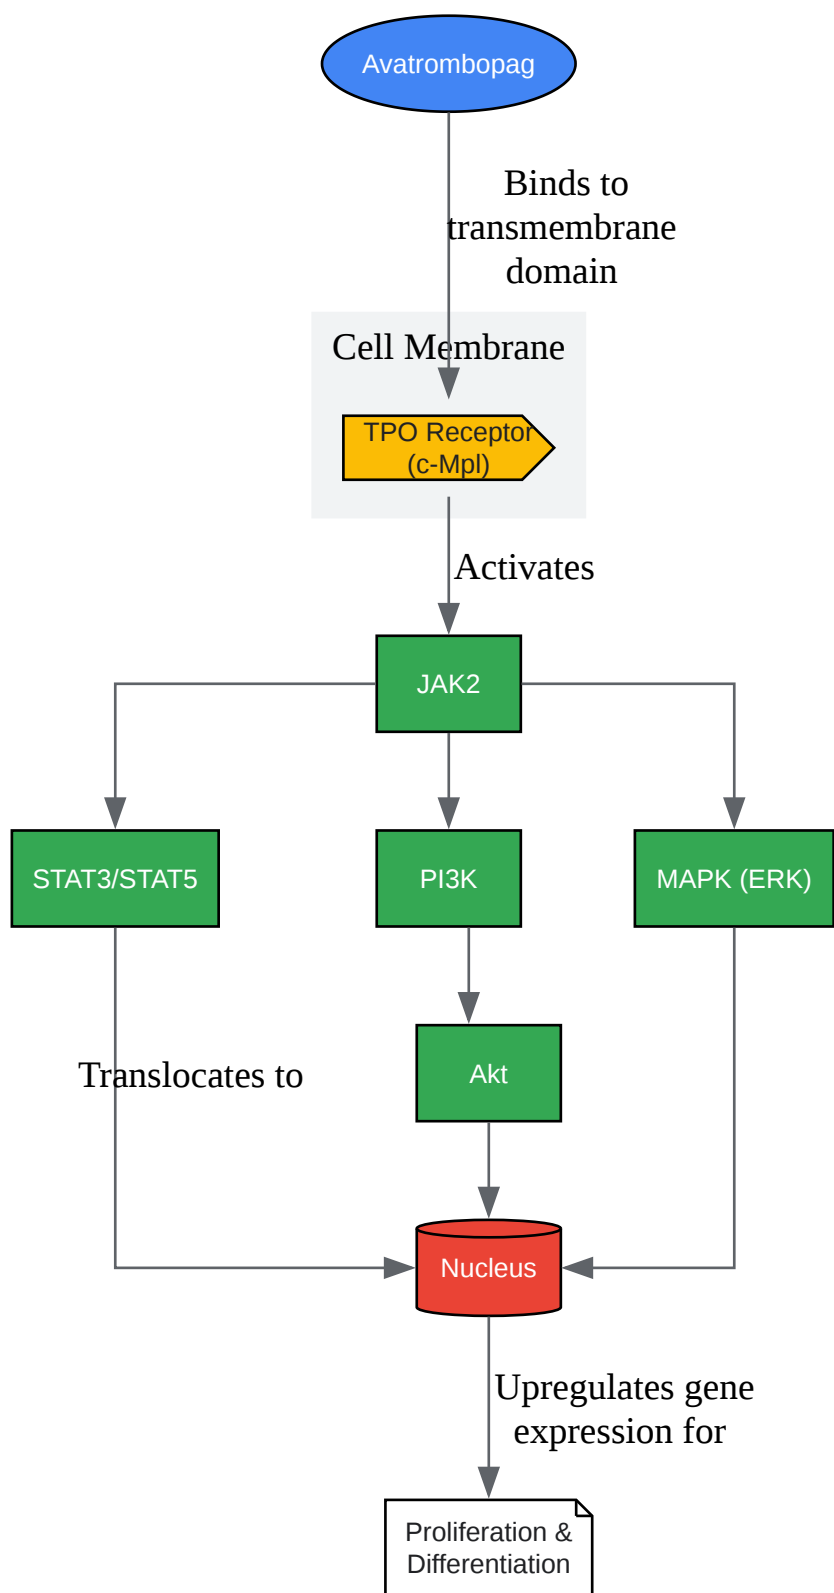 Avatrombopag
Binds to
transmembrane
domain
Cell Membrane
TPO Receptor
(c-Mpl)
Activates
JAK2
STAT3/STAT5
PI3K
MAPK (ERK)
Translocates to
Akt
Nucleus
Upregulates gene
expression for
Proliferation &
Differentiation